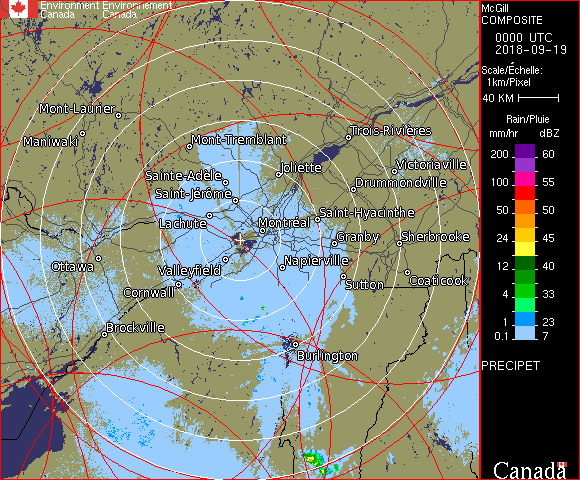 Environment Environnement
Canada Canada
McGill
COMPOSITE
0000 UTC
2018-09-19
Scale/Échelle:
1km/Pixel
40 KM
Rain/Pluie
mm/hr dBZ
200 60
55
100 55
50
50 50
24 45
12 40
4 33
1 23
0.1 7
PRECIPET
Canada
Mont-Laurier
Maniwaki
Mont-Tremblant
Trois-Rivières
Sainte-Adèle
Joliette
Victoriaville
Saint-Jérôme
Drummondville
Lachute
Montréal
Saint-Hyacinthe
Granby
Sherbrooke
Ottawa
Valleyfield
Napierville
Cornwall
Sutton
Coaticook
Brockville
Burlington